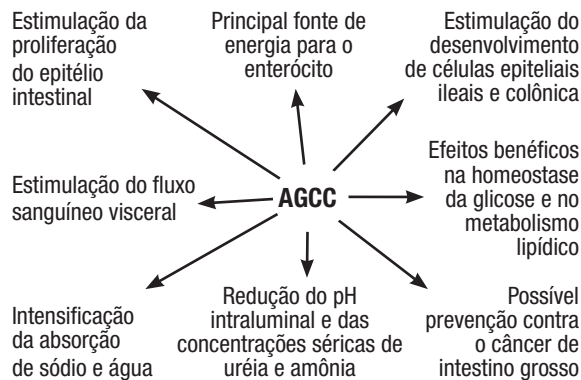 Estimulação da
proliferação
do epitélio
intestinal
Principal fonte de
energia para o
enterócito
Estimulação do
desenvolvimento
de células epiteliais
ileais e colônica
Estimulação do fluxo
sanguíneo visceral
AGCC
Efeitos benéficos
na homeostase
da glicose e no
metabolismo
lipídico
Intensificação
da absorção
de sódio e água
Redução do pH
intraluminal e das
concentrações séricas de
uréia e amônia
Possível
prevenção contra
o câncer de
intestino grosso